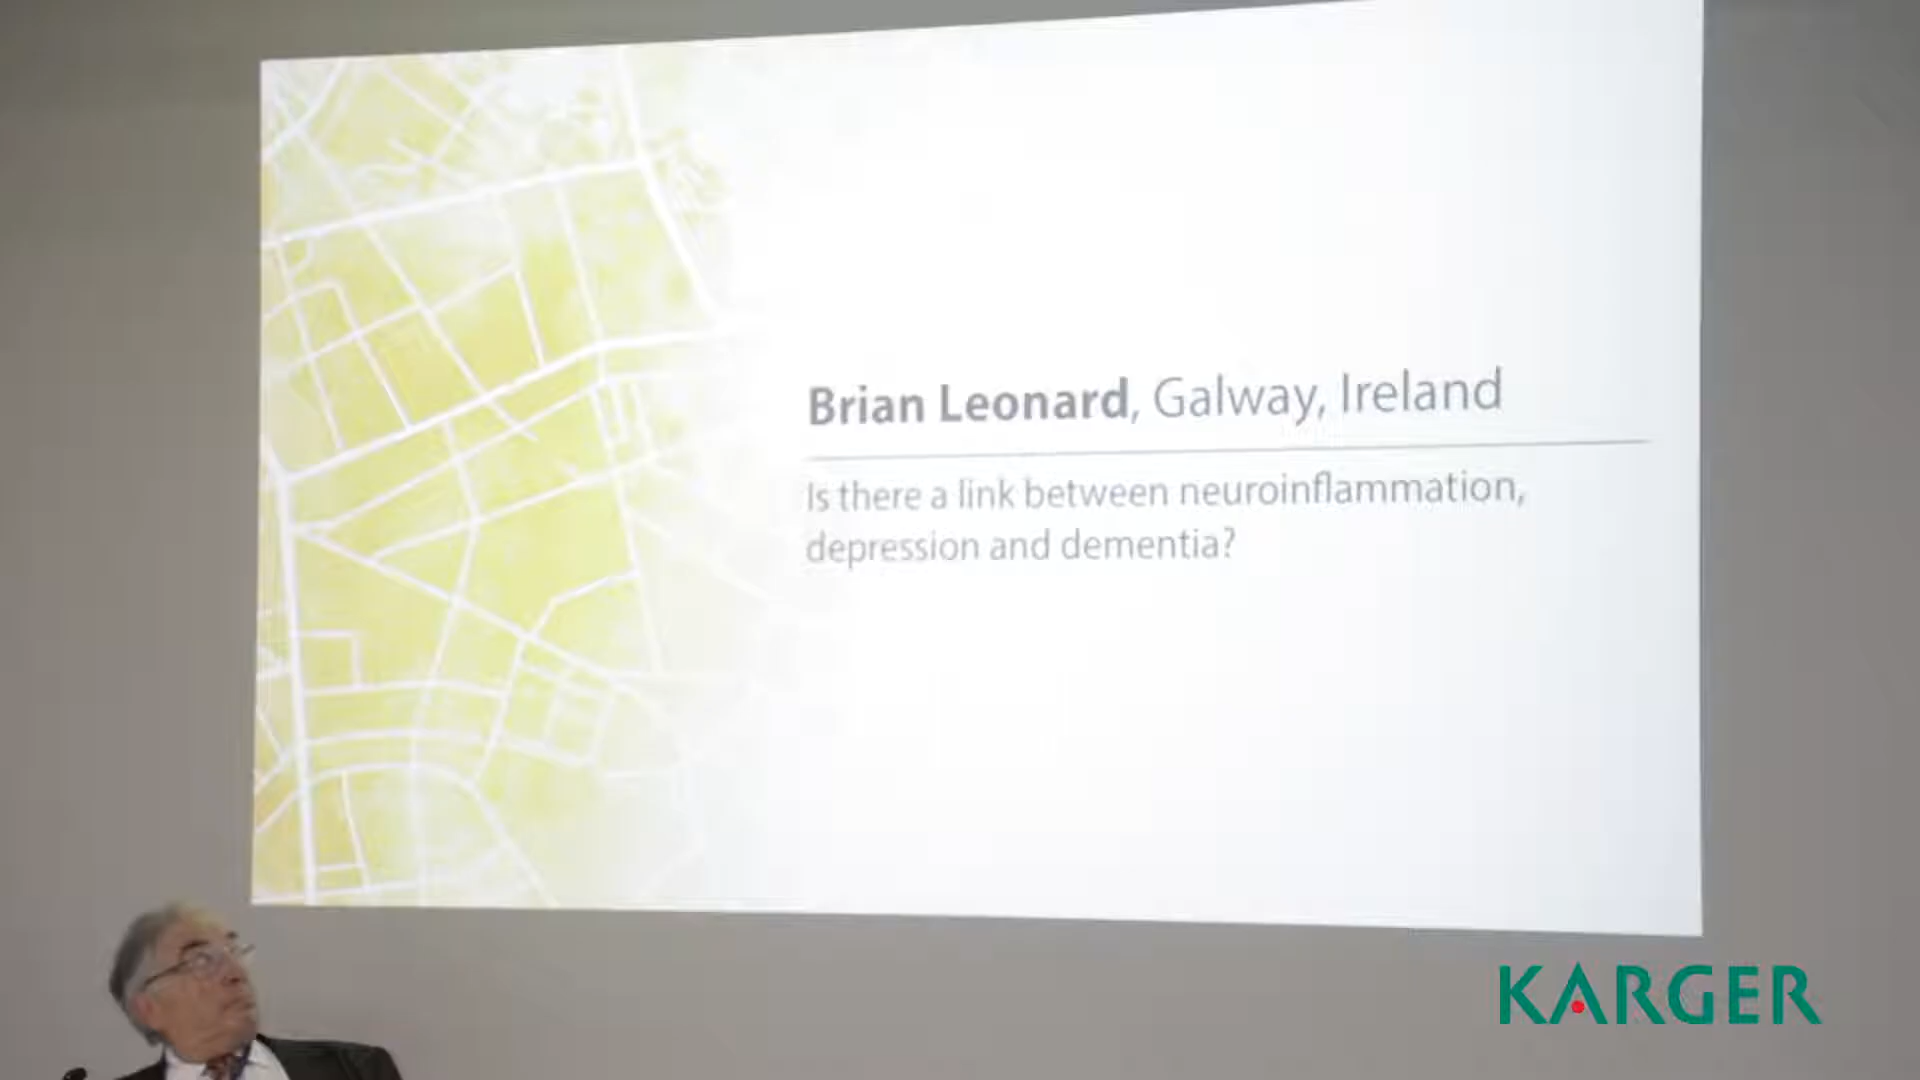 Brian Leonard, Galway, Ireland
Is there a link between neuroinflammation,
depression and dementia?
KARGER